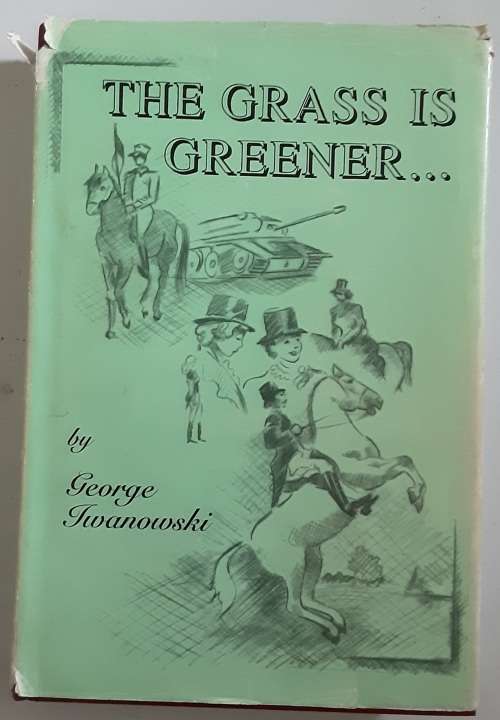 THE GRASS IS
GREENER...
by
George
Iwanowski